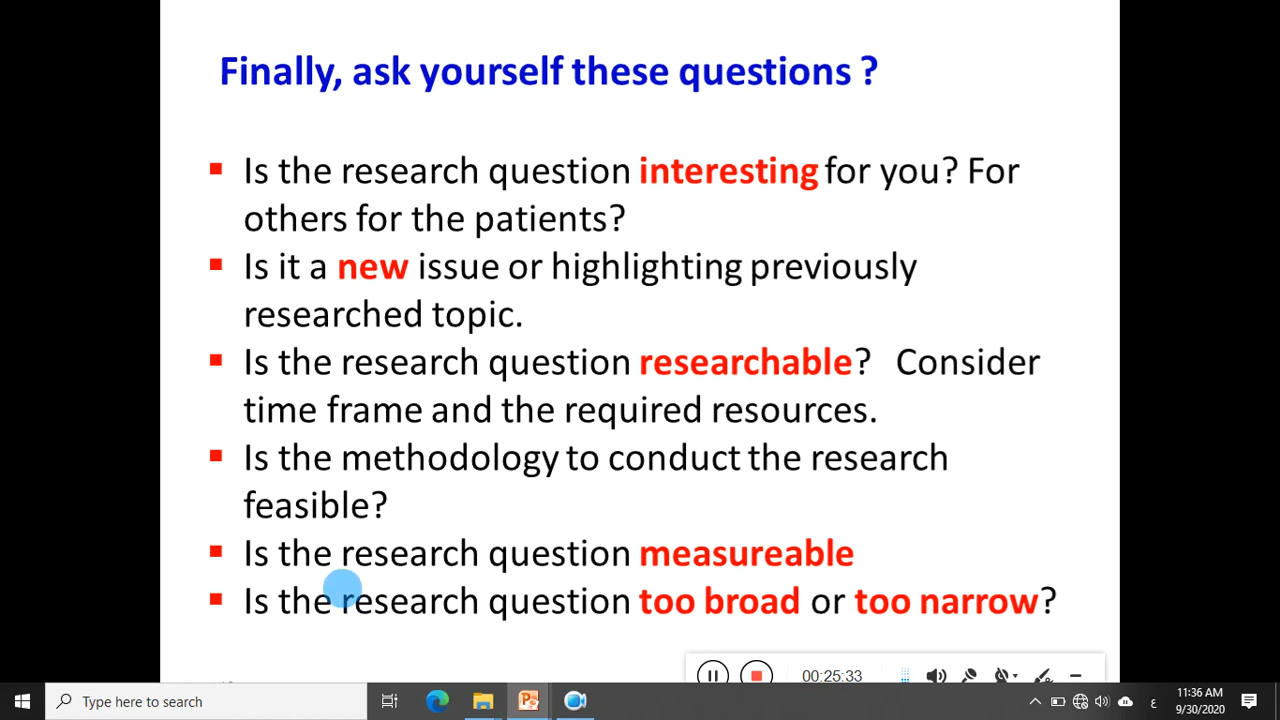 Finally, ask yourself these questions ?
Is the research question interesting for you? For
others for the patients?
Is it a new issue or highlighting previously
researched topic.
Is the research question researchable? Consider
time frame and the required resources.
Is the methodology to conduct the research
feasible?
Is the research question measureable
Is the research question too broad or too narrow?
00:25:33
Type here to search
ع
11:36 AM
9/30/2020